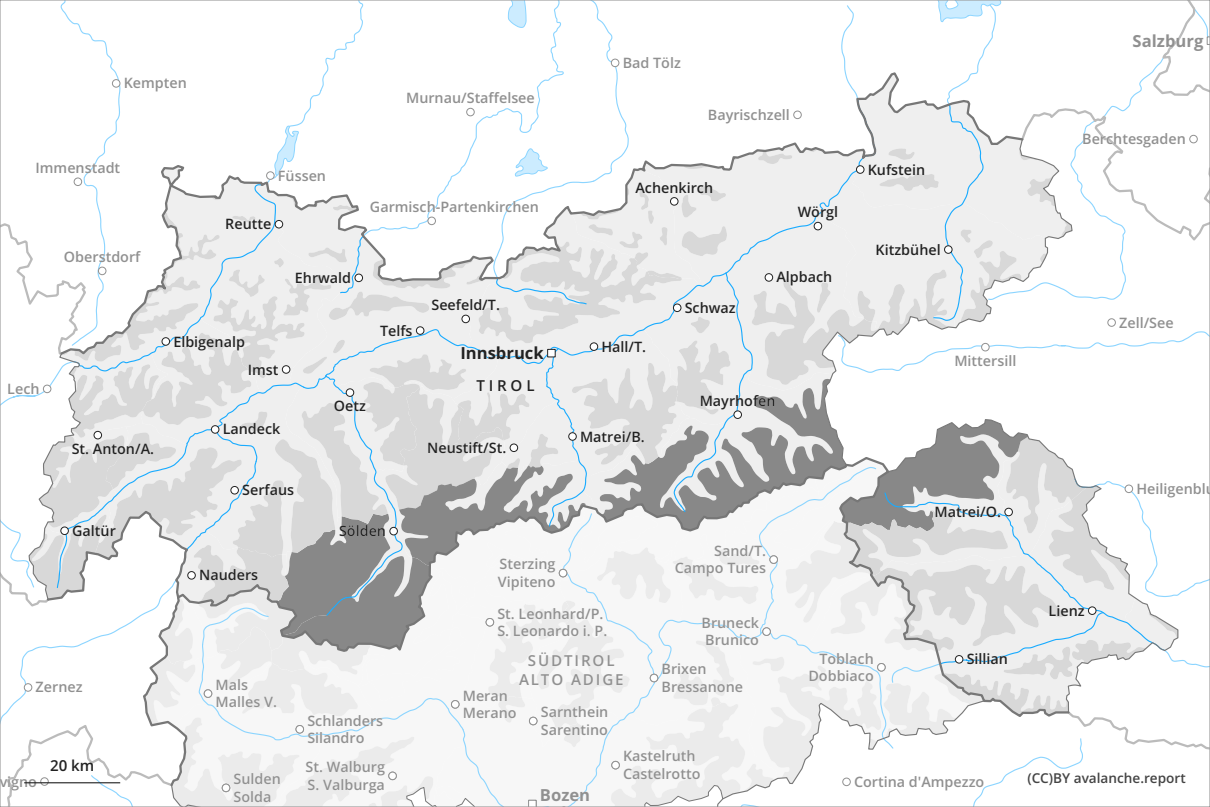 Salzburg
Bad Tölz
Kempten
Murnau/Staffelsee
Bayrischzell
Berchtesgaden
Immenstadt
Füssen
Kufstein
Achenkirch
Garmisch-Partenkirchen
Wörgl
Reutte
Kitzbühel
Oberstdorf
Ehrwald
Alpbach
Seefeld/T.
Schwaz
Zell/See
Telfs
Elbigenalp
Innsbruck
Hall/T.
Mittersill
Imst
TIROL
Lech
Oetz
Mayrhofen
Landeck
Matrei/B.
St. Anton/A.
Neustift/St.
Serfaus
Heiligenblu
Matrei/O.
Galtür
Sölden
Sand/T.
Campo Tures
Sterzing
Vipiteno
Nauders
Lienz
St. Leonhard/P.
S. Leonardo i. P.
Bruneck
Brunico
SÜDTIROL
ALTO ADIGE
Toblach
Dobbiaco
Sillian
Brixen
Bressanone
Zernez
Mals
Malles V.
Meran
Merano
Sarnthein
Sarentino
Schlanders
Silandro
Kastelruth
Castelrotto
St. Walburg
S. Valburga
20 km
vigno
Sulden
Solda
Cortina d'Ampezzo
(CC)BY avalanche.report
Bozen